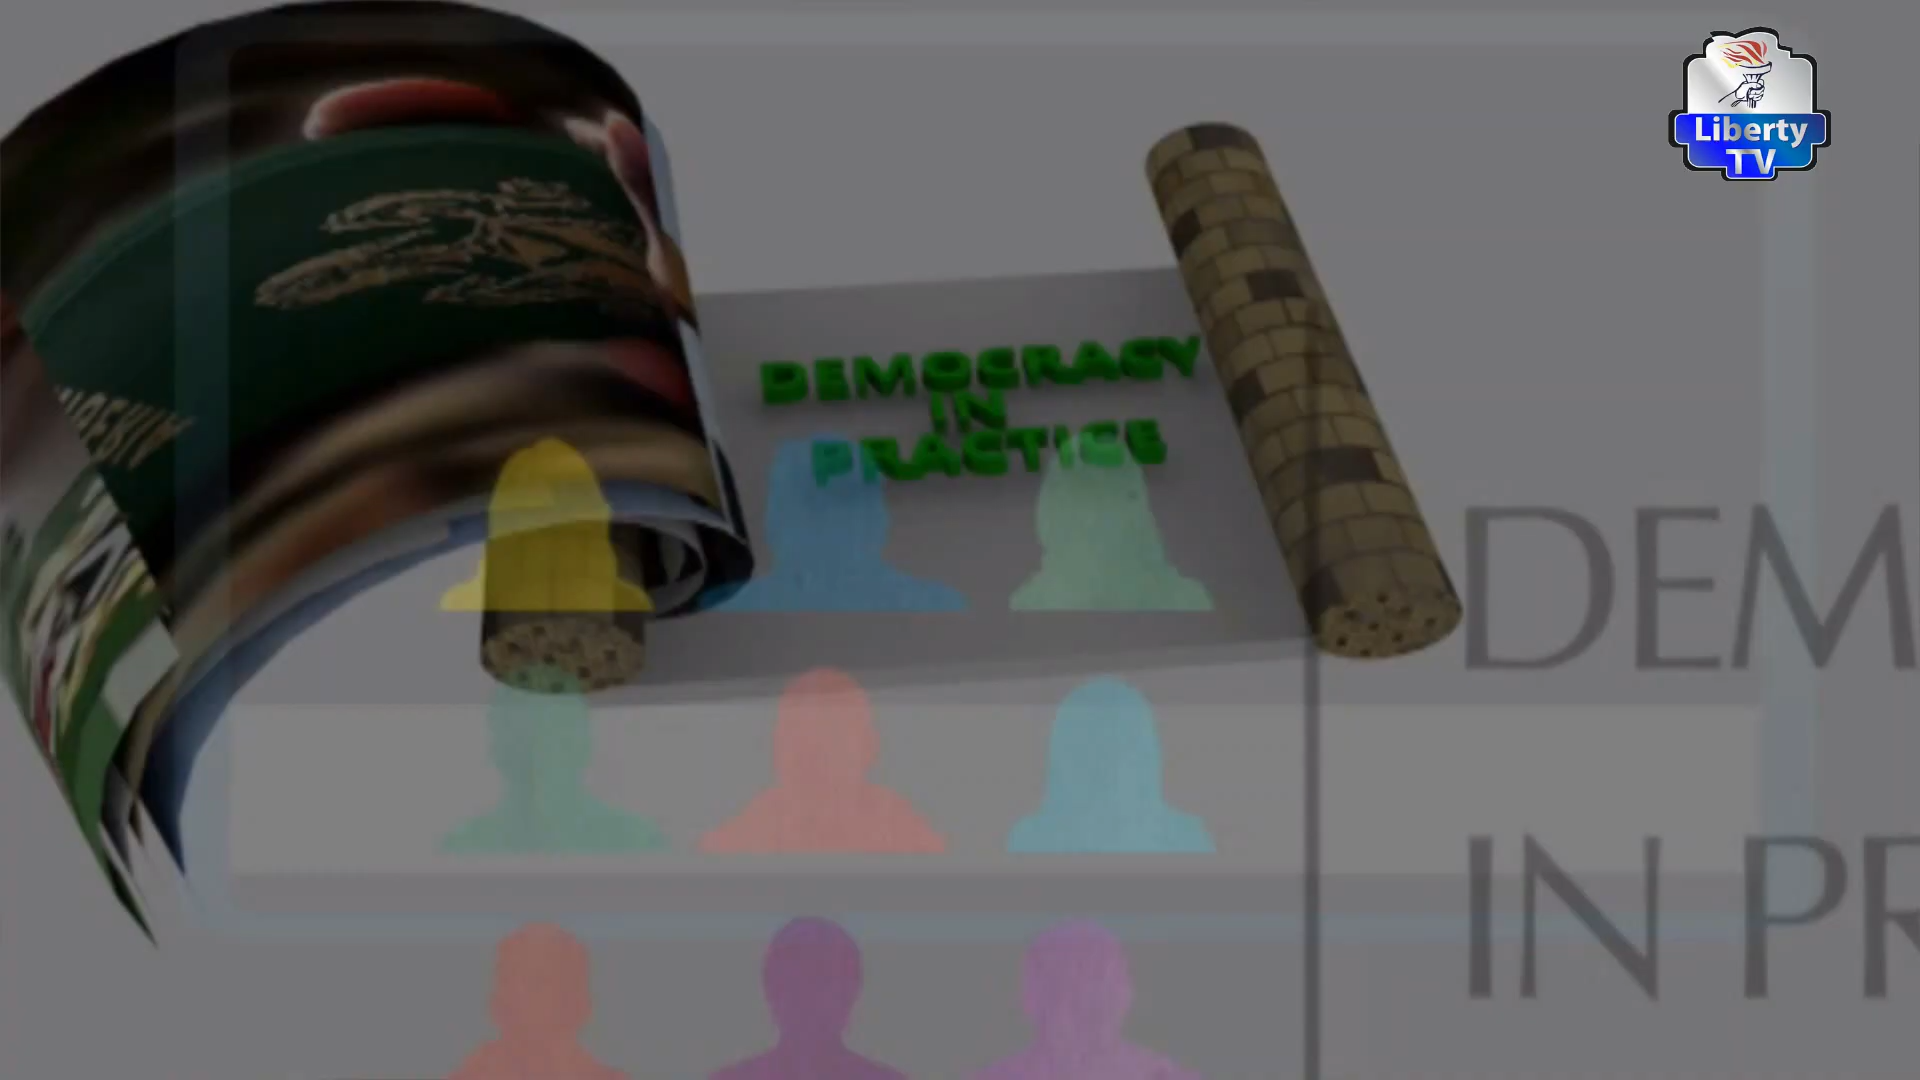 Liberty
TV
DEMOCRACY
IN
PRACTICE
DEM
IN PR